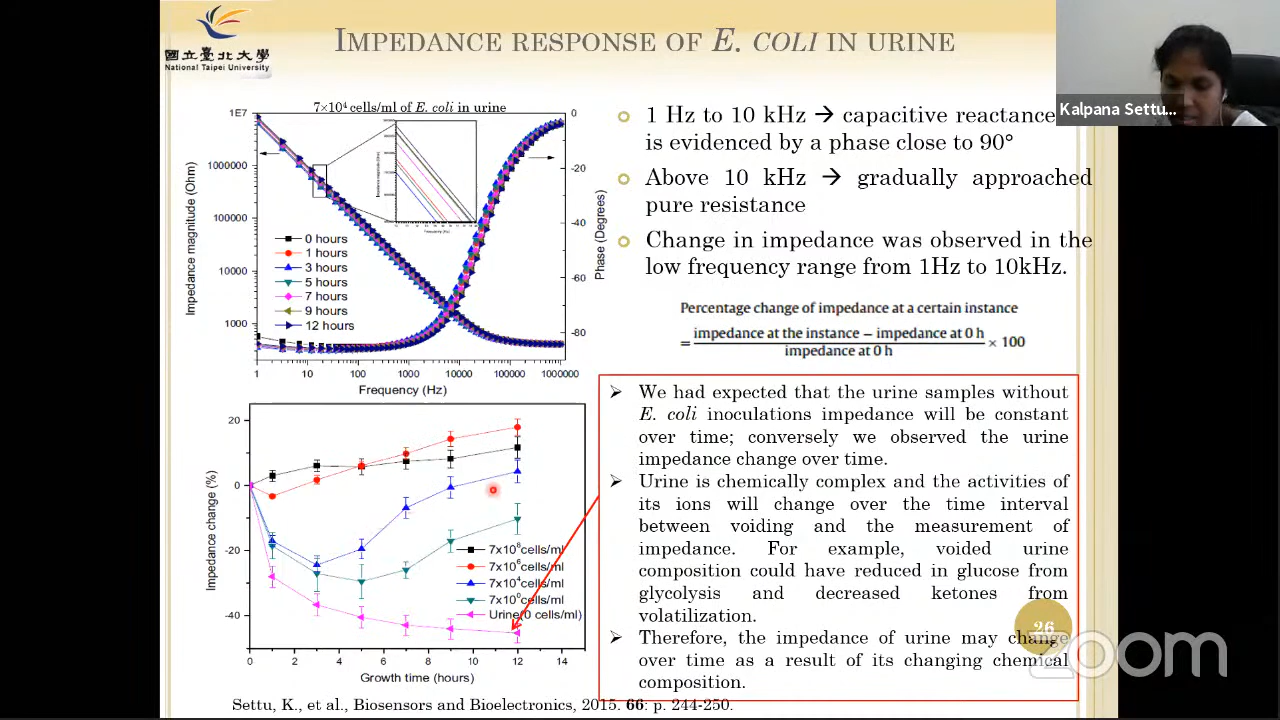 國立臺北大學
National Taipei University
IMPEDANCE RESPONSE OF E. COLI IN URINE
Kalpana Settu...
7×10⁴ cells/ml of E. coli in urine
1E7
1000000
100000
10000
1000
Impedance magnitude (Ohm)
0
-20
-40
-60
-80
Phase (Degrees)
0 hours
1 hours
3 hours
5 hours
7 hours
9 hours
12 hours
1 10 100 1000 10000 100000 1000000
Frequency (Hz)
1 Hz to 10 kHz → capacitive reactance
is evidenced by a phase close to 90°
Above 10 kHz → gradually approached
pure resistance
Change in impedance was observed in the
low frequency range from 1Hz to 10kHz.
Percentage change of impedance at a certain instance
= impedance at the instance − impedance at 0 h
impedance at 0 h
× 100
20
0
-20
-40
Impedance change (%)
7x10⁸cells/ml
7x10⁶cells/ml
7x10⁴cells/ml
7x10⁰cells/ml
Urine(0 cells/ml)
0 2 4 6 8 10 12 14
Growth time (hours)
We had expected that the urine samples without
E. coli inoculations impedance will be constant
over time; conversely we observed the urine
impedance change over time.
Urine is chemically complex and the activities of
its ions will change over the time interval
between voiding and the measurement of
impedance. For example, voided urine
composition could have reduced in glucose from
glycolysis and decreased ketones from
volatilization.
Therefore, the impedance of urine may change
over time as a result of its changing chemical
composition.
26
zoom
Settu, K., et al., Biosensors and Bioelectronics, 2015. 66: p. 244-250.